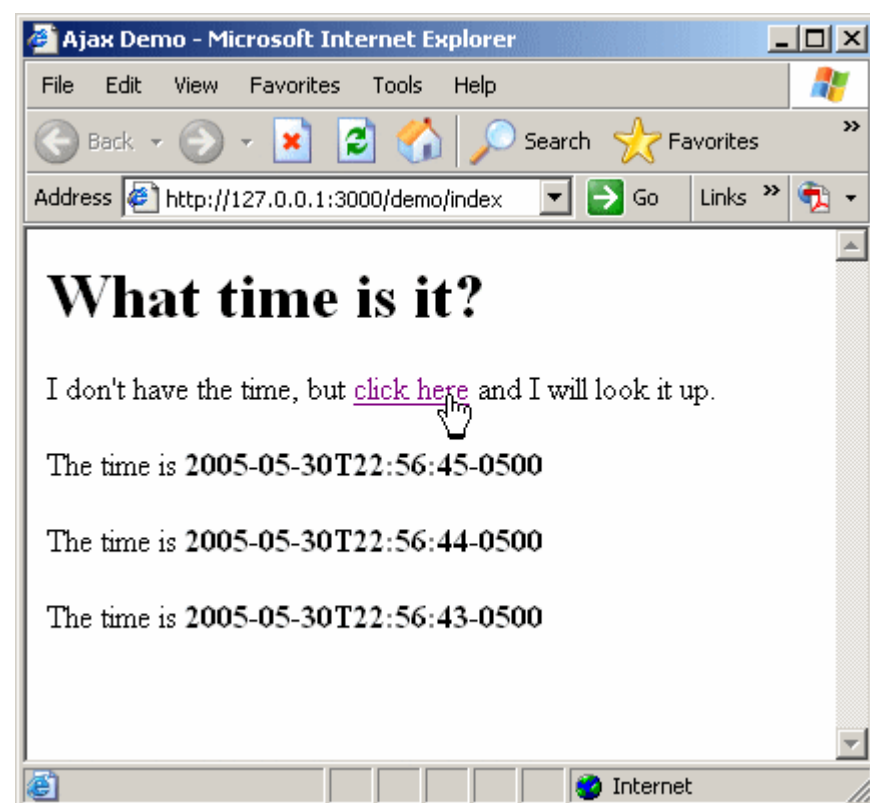 Ajax Demo - Microsoft Internet Explorer
File Edit View Favorites Tools Help
Back Search Favorites »
Address http://127.0.0.1:3000/demo/index Go Links »
What time is it?
I don't have the time, but click here and I will look it up.
The time is 2005-05-30T22:56:45-0500
The time is 2005-05-30T22:56:44-0500
The time is 2005-05-30T22:56:43-0500
Internet